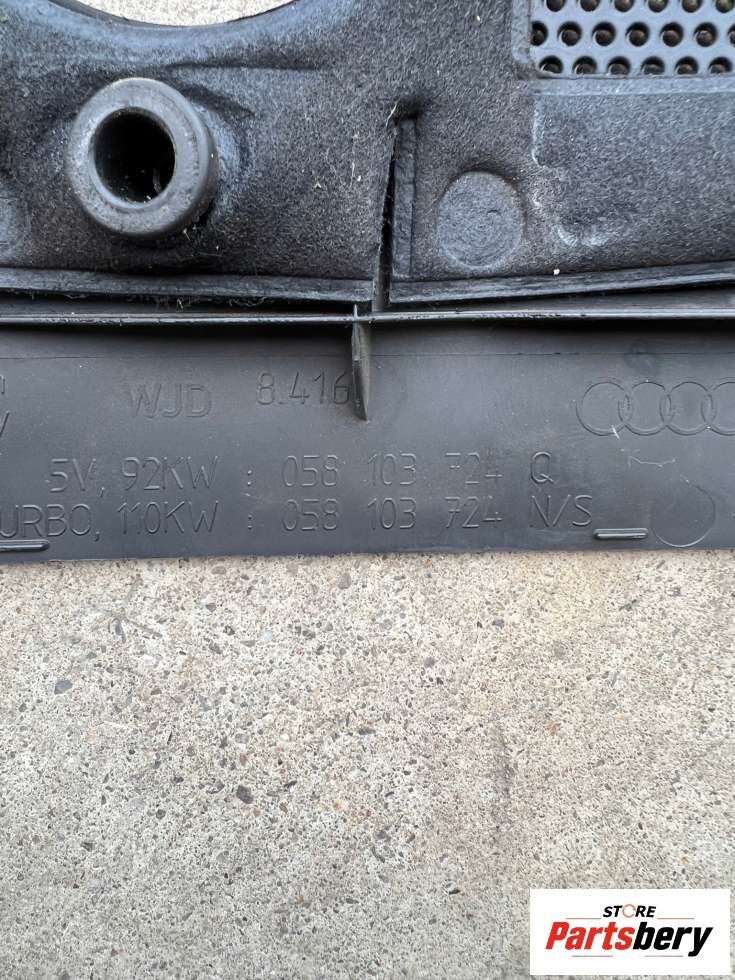 WJD 8.416
5V, 92KW : 058 103 724 Q
URBO, 110KW : 058 103 724 N/S
STORE
Partsbery